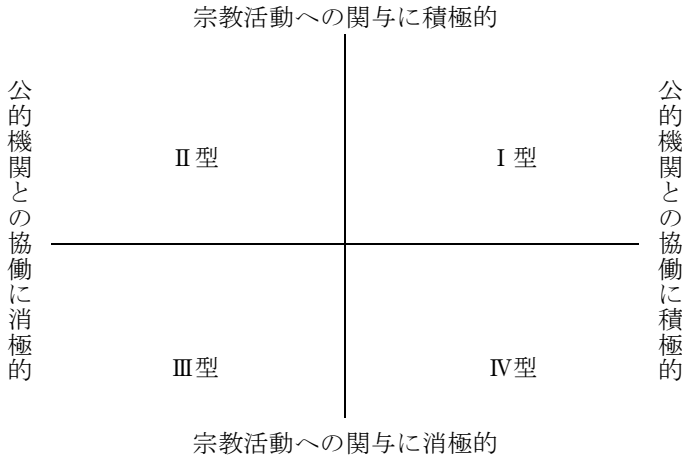 宗教活動への関与に積極的
公的機関との協働に消極的
Ⅱ型
Ⅰ型
公的機関との協働に積極的
Ⅲ型
Ⅳ型
宗教活動への関与に消極的